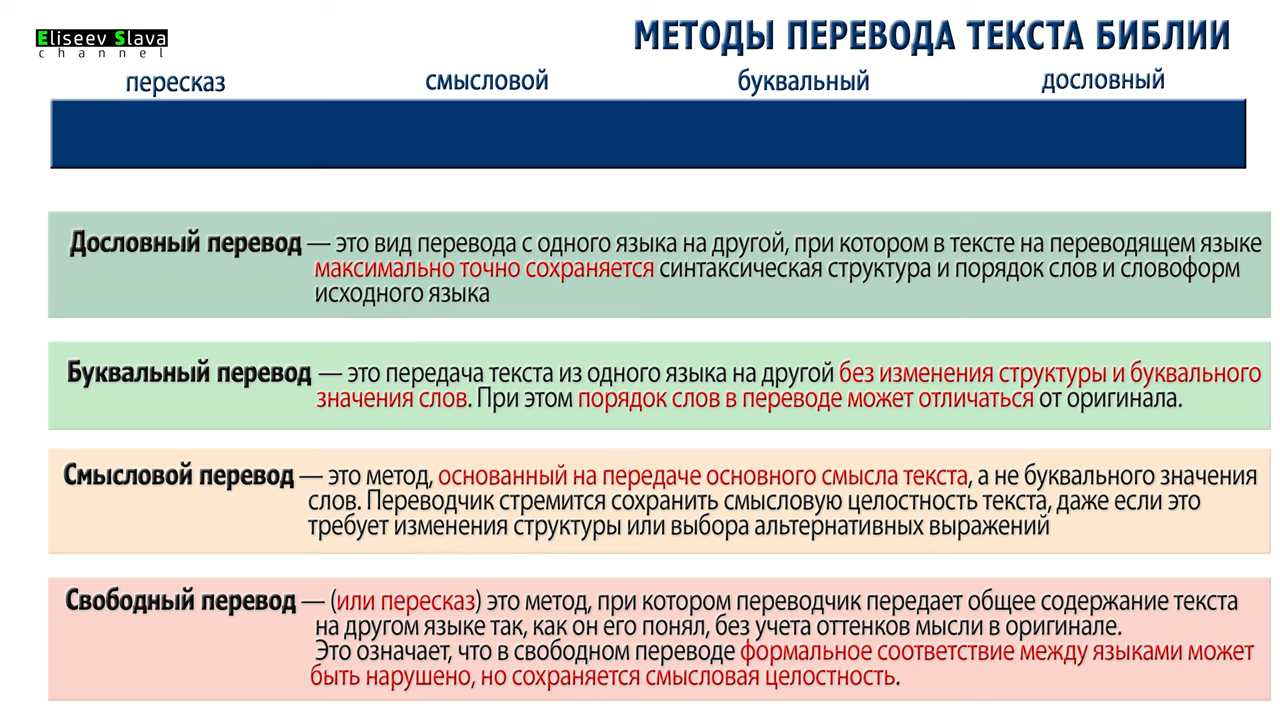 Eliseev Slava
channel
МЕТОДЫ ПЕРЕВОДА ТЕКСТА БИБЛИИ
пересказ смысловой буквальный дословный
Дословный перевод — это вид перевода с одного языка на другой, при котором в тексте на переводящем языке
максимально точно сохраняется синтаксическая структура и порядок слов и словоформ
исходного языка
Буквальный перевод — это передача текста из одного языка на другой без изменения структуры и буквального
значения слов. При этом порядок слов в переводе может отличаться от оригинала.
Смысловой перевод — это метод, основанный на передаче основного смысла текста, а не буквального значения
слов. Переводчик стремится сохранить смысловую целостность текста, даже если это
требует изменения структуры или выбора альтернативных выражений
Свободный перевод — (или пересказ) это метод, при котором переводчик передает общее содержание текста
на другом языке так, как он его понял, без учета оттенков мысли в оригинале.
Это означает, что в свободном переводе формальное соответствие между языками может
быть нарушено, но сохраняется смысловая целостность.